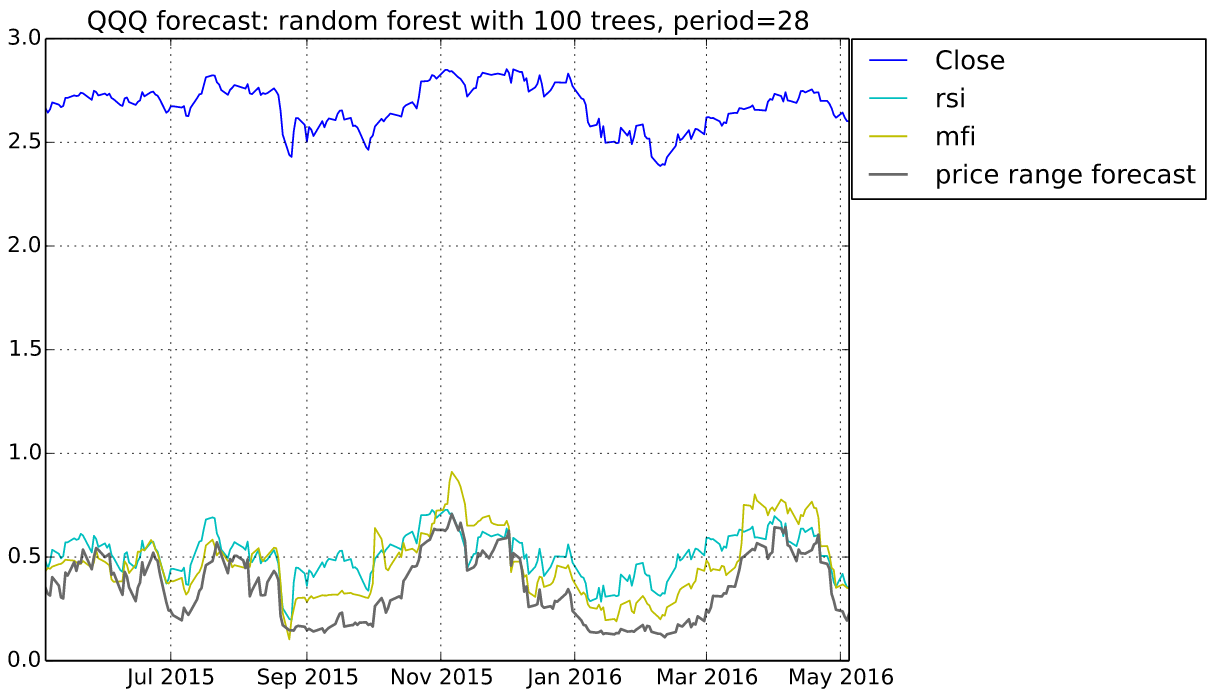 QQQ forecast: random forest with 100 trees, period=28
3.0
2.5
2.0
1.5
1.0
0.5
0.0
Jul 2015 Sep 2015 Nov 2015 Jan 2016 Mar 2016 May 2016
Close
rsi
mfi
price range forecast